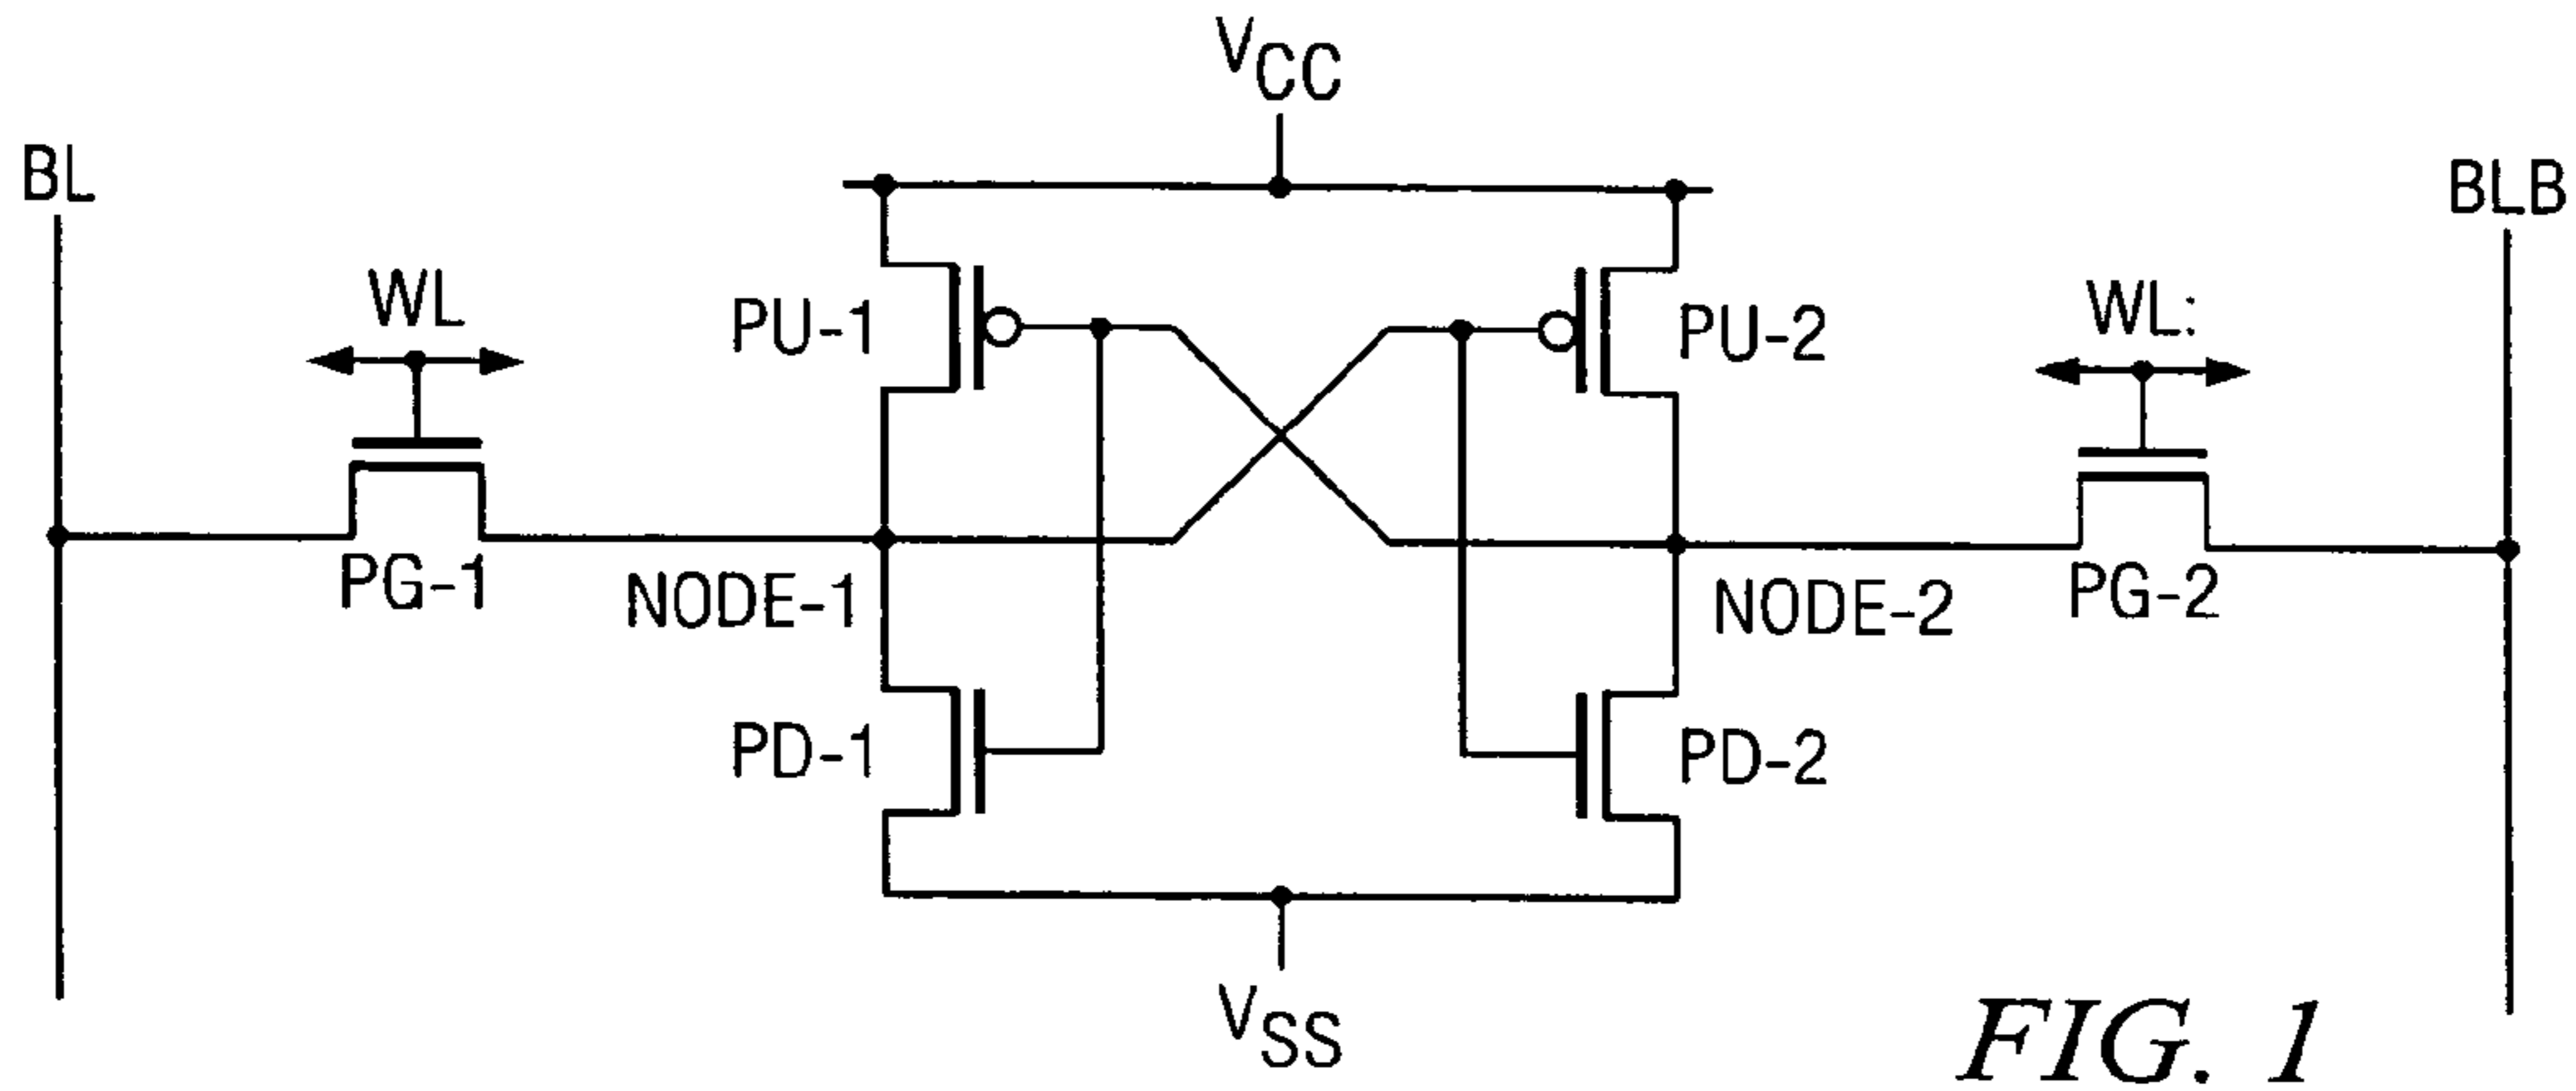 VCC
BL
BLB
WL
WL:
PU-1
PU-2
PG-1
NODE-1
NODE-2
PG-2
PD-1
PD-2
VSS
FIG. 1